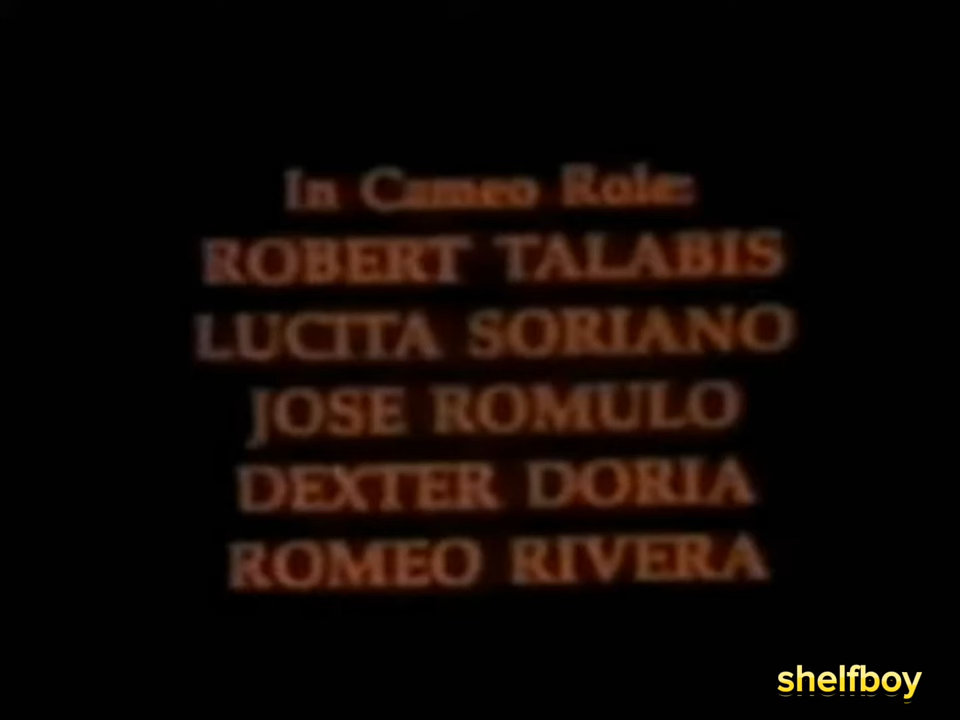 In Cameo Role:
ROBERT TALABIS
LUCITA SORIANO
JOSE ROMULO
DEXTER DORIA
ROMEO RIVERA
shelfboy